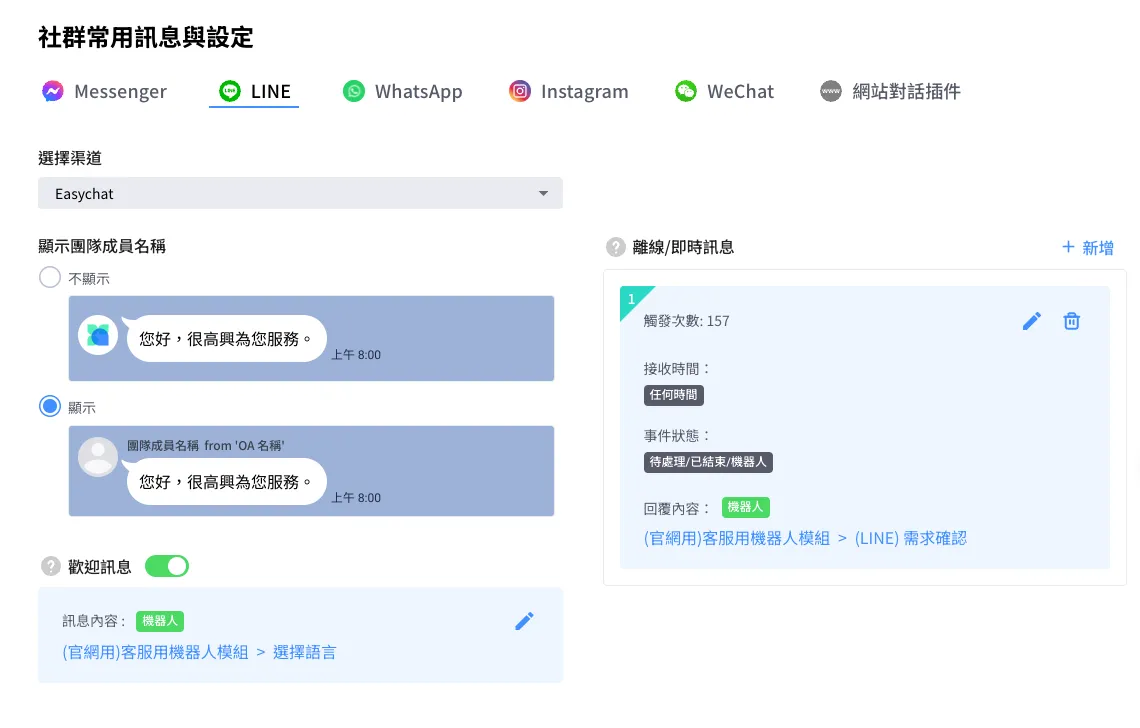 社群常用訊息與設定
Messenger LINE WhatsApp Instagram WeChat www 網站對話插件
選擇渠道
Easychat
顯示團隊成員名稱
不顯示
您好，很高興為您服務。
上午 8:00
顯示
團隊成員名稱 from 'OA 名稱'
您好，很高興為您服務。
上午 8:00
? 歡迎訊息
訊息內容： 機器人
(官網用)客服用機器人模組 > 選擇語言
? 離線/即時訊息
+ 新增
1
觸發次數: 157
接收時間：
任何時間
事件狀態：
待處理/已結束/機器人
回覆內容： 機器人
(官網用)客服用機器人模組 > (LINE) 需求確認